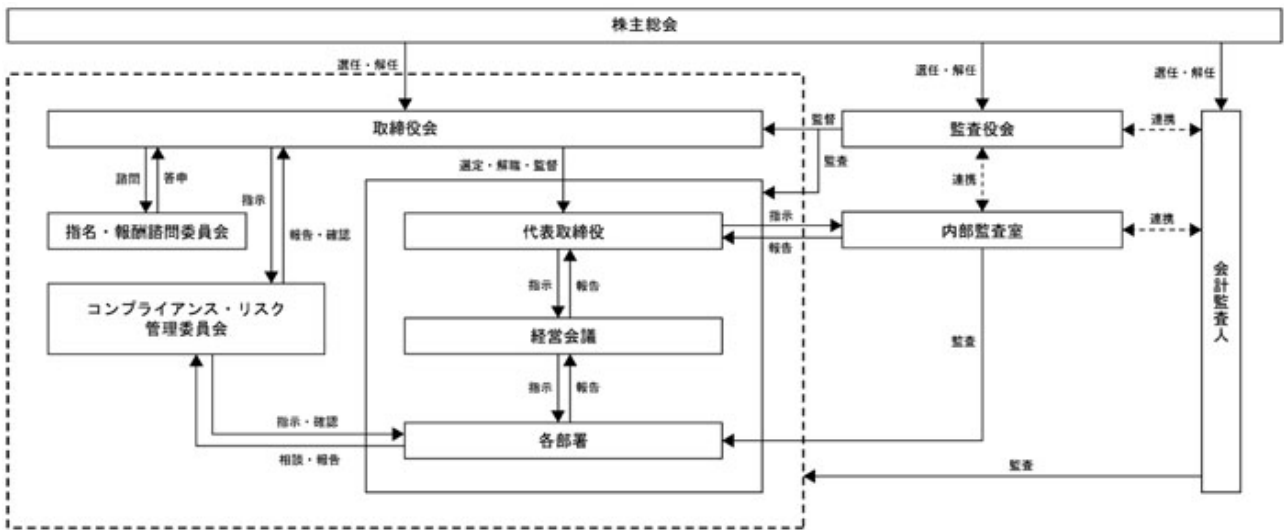 株主総会
選任・解任
選任・解任
選任・解任
取締役会
監督
監査役会
連携
監査
諮問
答申
指示
報告・確認
選定・解職・監督
連携
指名・報酬諮問委員会
代表取締役
指示
報告
内部監査室
連携
会計監査人
コンプライアンス・リスク
管理委員会
指示
報告
経営会議
監査
指示
報告
指示・確認
相談・報告
各部署
監査